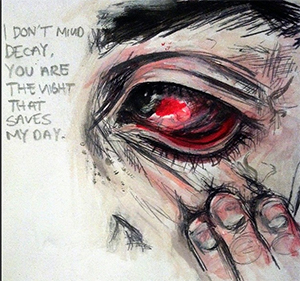 I DON'T MIND
DECAY,
YOU ARE
THE NIGHT
THAT
SAVES
MY DAY.